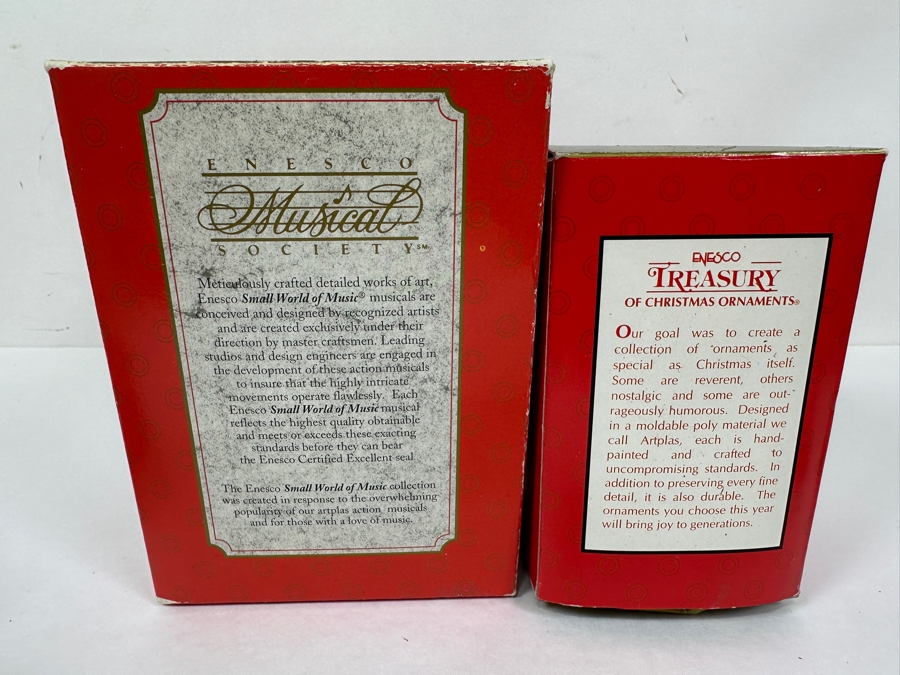 ENESCO
Musical
SOCIETY SM
Meticulously crafted detailed works of art,
Enesco Small World of Music® musicals are
conceived and designed by recognized artists
and are created exclusively under their
direction by master craftsmen. Leading
studios and design engineers are engaged in
the development of these action musicals
to insure that the highly intricate
movements operate flawlessly. Each
Enesco Small World of Music musical
reflects the highest quality obtainable
and meets or exceeds these exacting
standards before they can bear
the Enesco Certified Excellent seal
The Enesco Small World of Music collection
was created in response to the overwhelming
popularity of our artplas action musicals
and for those with a love of music.
ENESCO
TREASURY
OF CHRISTMAS ORNAMENTS®
Our goal was to create a
collection of ornaments as
special as Christmas itself.
Some are reverent, others
nostalgic and some are out-
rageously humorous. Designed
in a moldable poly material we
call Artplas, each is hand-
painted and crafted to
uncompromising standards. In
addition to preserving every fine
detail, it is also durable. The
ornaments you choose this year
will bring joy to generations.